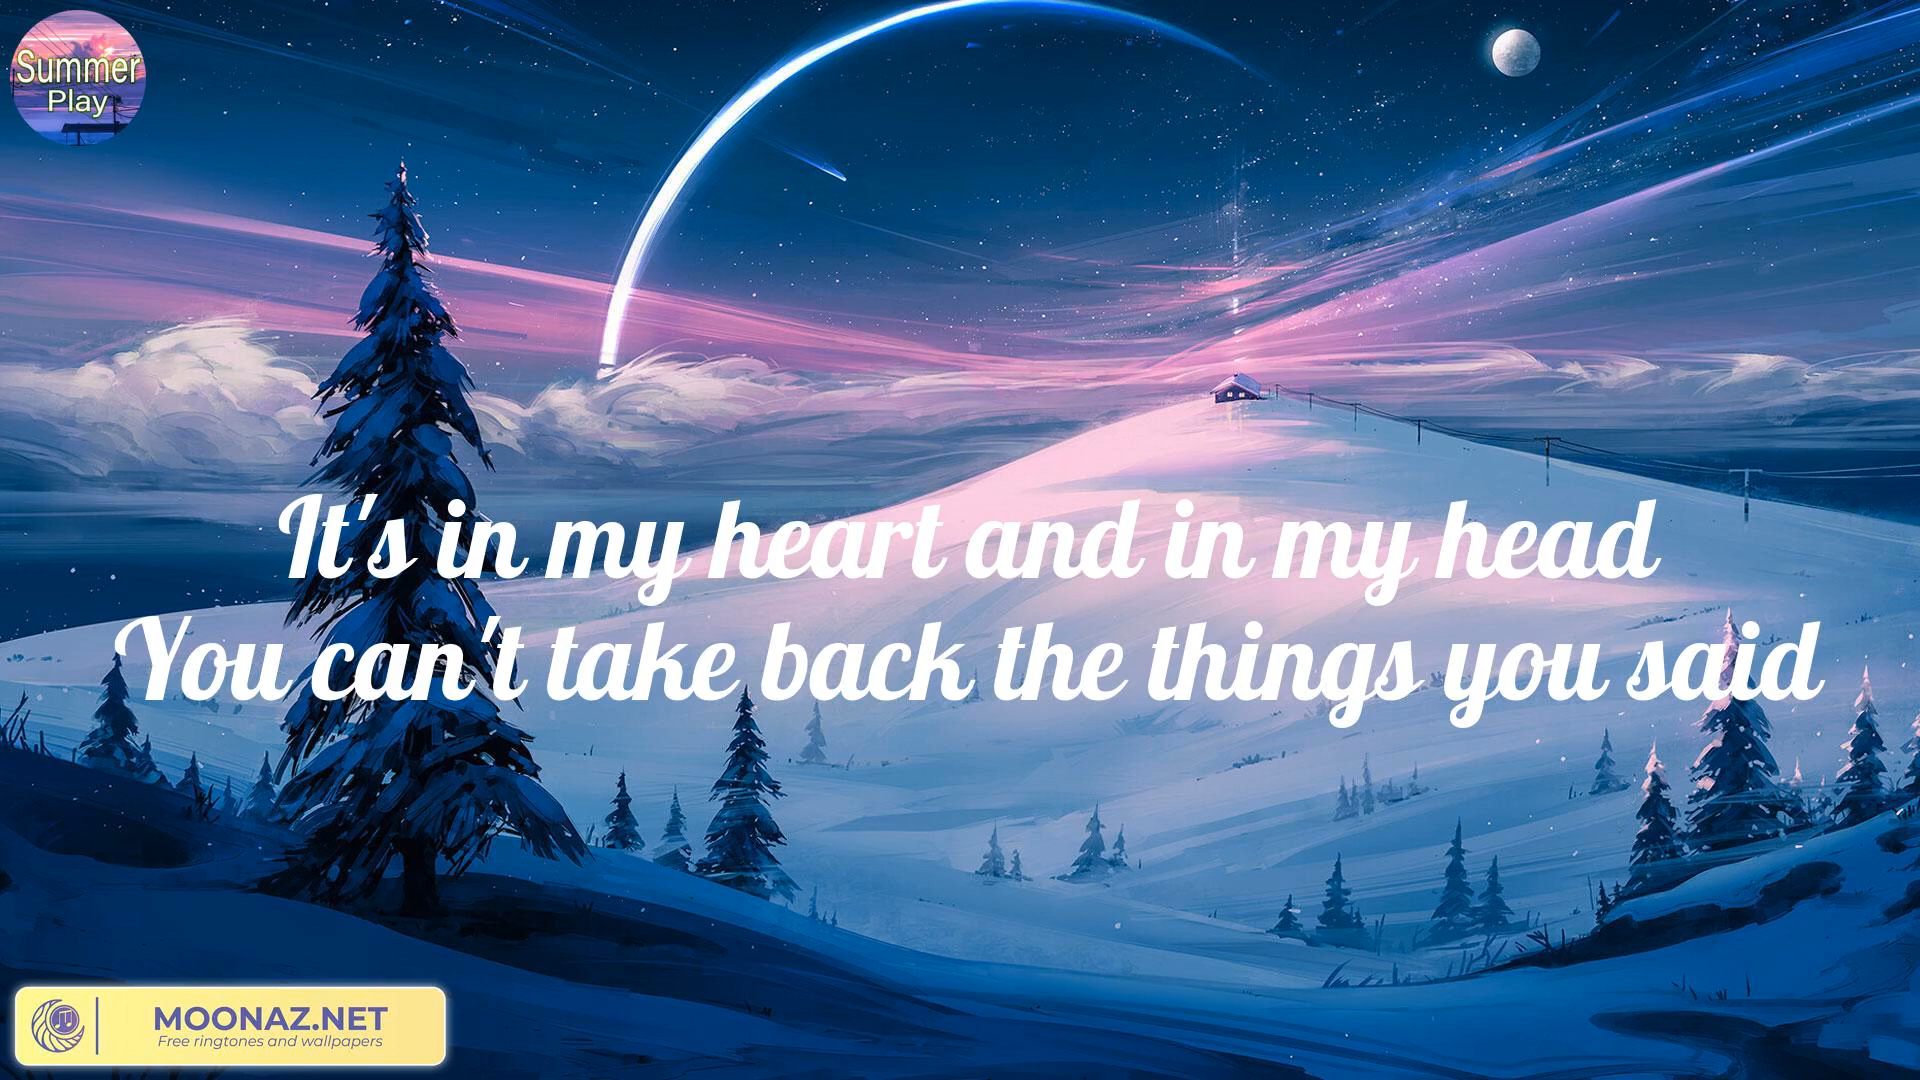 Summer
Play
It's in my heart and in my head
You can't take back the things you said
MOONAZ.NET
Free ringtones and wallpapers